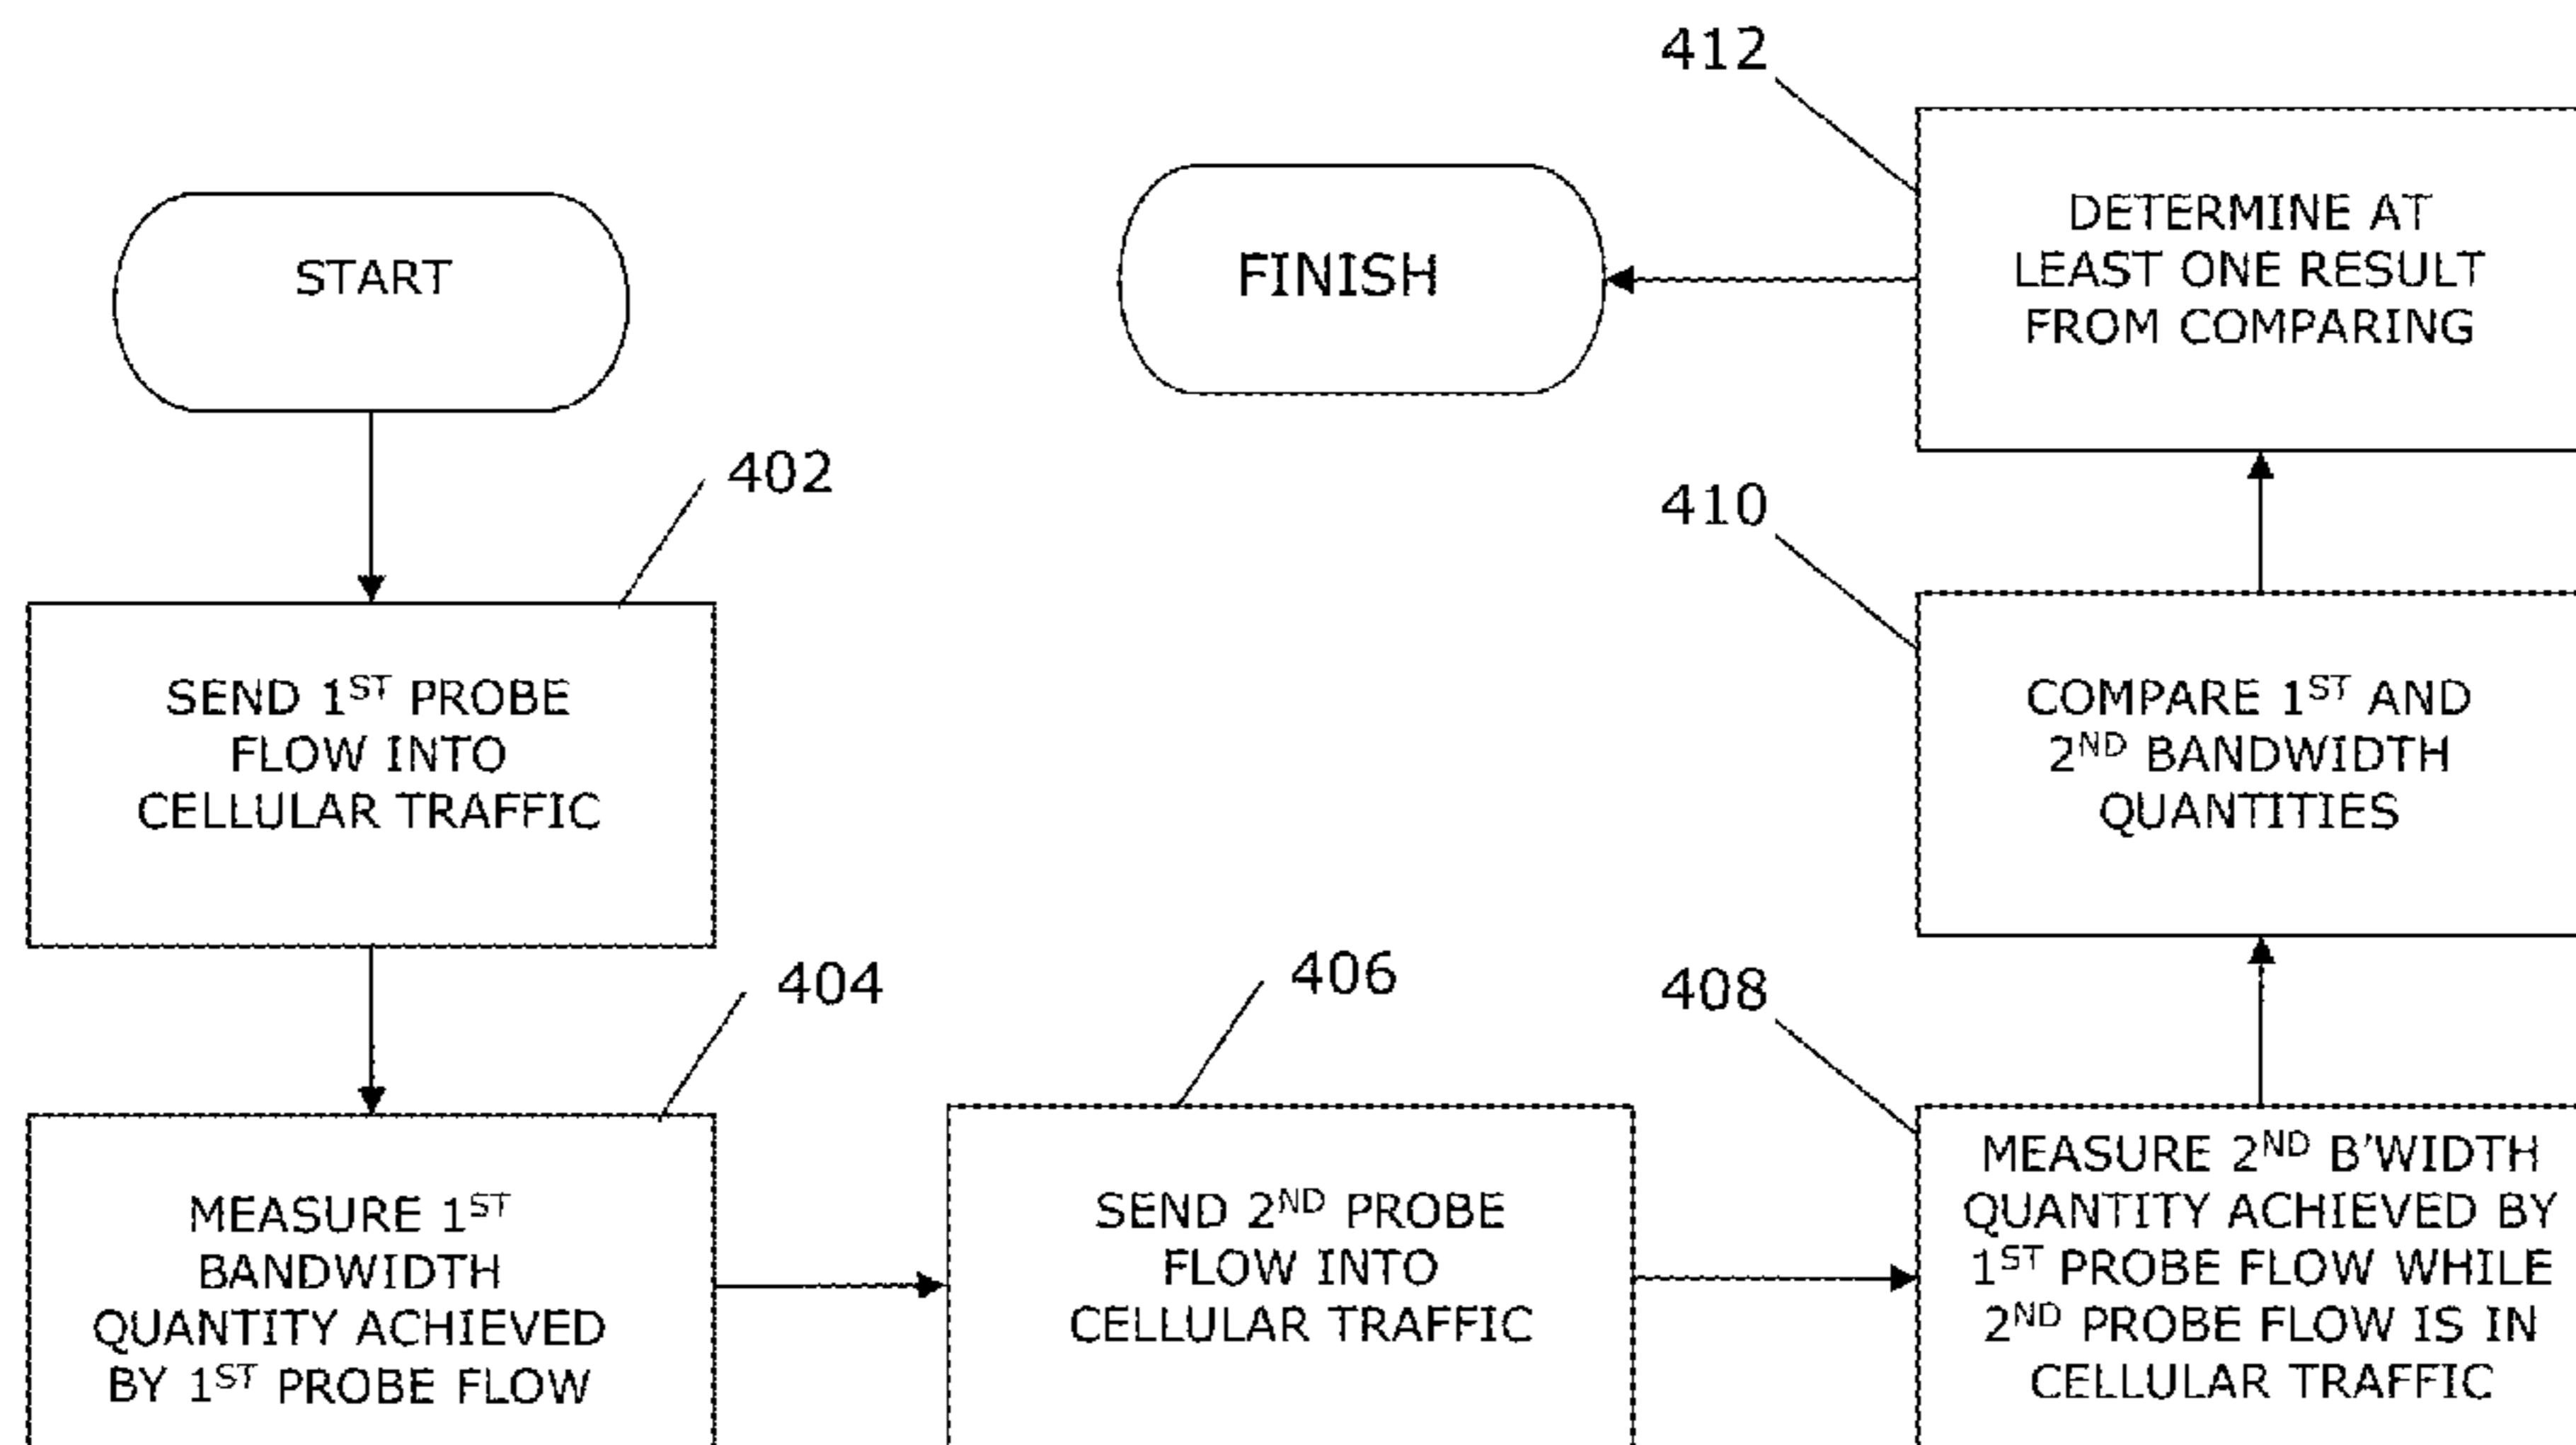 START
402
SEND 1ST PROBE
FLOW INTO
CELLULAR TRAFFIC
404
MEASURE 1ST
BANDWIDTH
QUANTITY ACHIEVED
BY 1ST PROBE FLOW
406
SEND 2ND PROBE
FLOW INTO
CELLULAR TRAFFIC
408
MEASURE 2ND B'WIDTH
QUANTITY ACHIEVED BY
1ST PROBE FLOW WHILE
2ND PROBE FLOW IS IN
CELLULAR TRAFFIC
410
COMPARE 1ST AND
2ND BANDWIDTH
QUANTITIES
412
DETERMINE AT
LEAST ONE RESULT
FROM COMPARING
FINISH